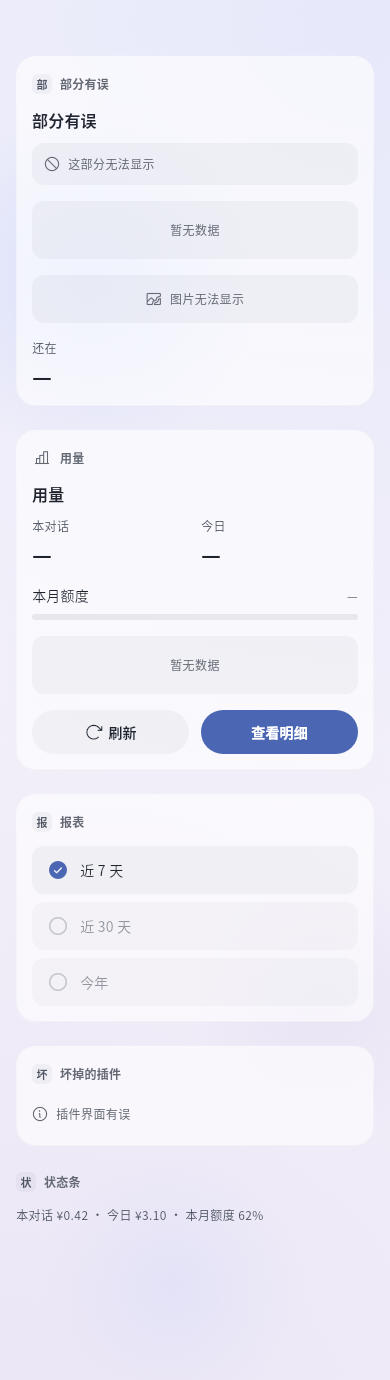 部 部分有误
部分有误
这部分无法显示
暂无数据
图片无法显示
还在
—
用量
用量
本对话 今日
— —
本月额度 —
暂无数据
刷新 查看明细
报 报表
近 7 天
近 30 天
今年
坏 坏掉的插件
插件界面有误
状 状态条
本对话 ¥0.42 · 今日 ¥3.10 · 本月额度 62%